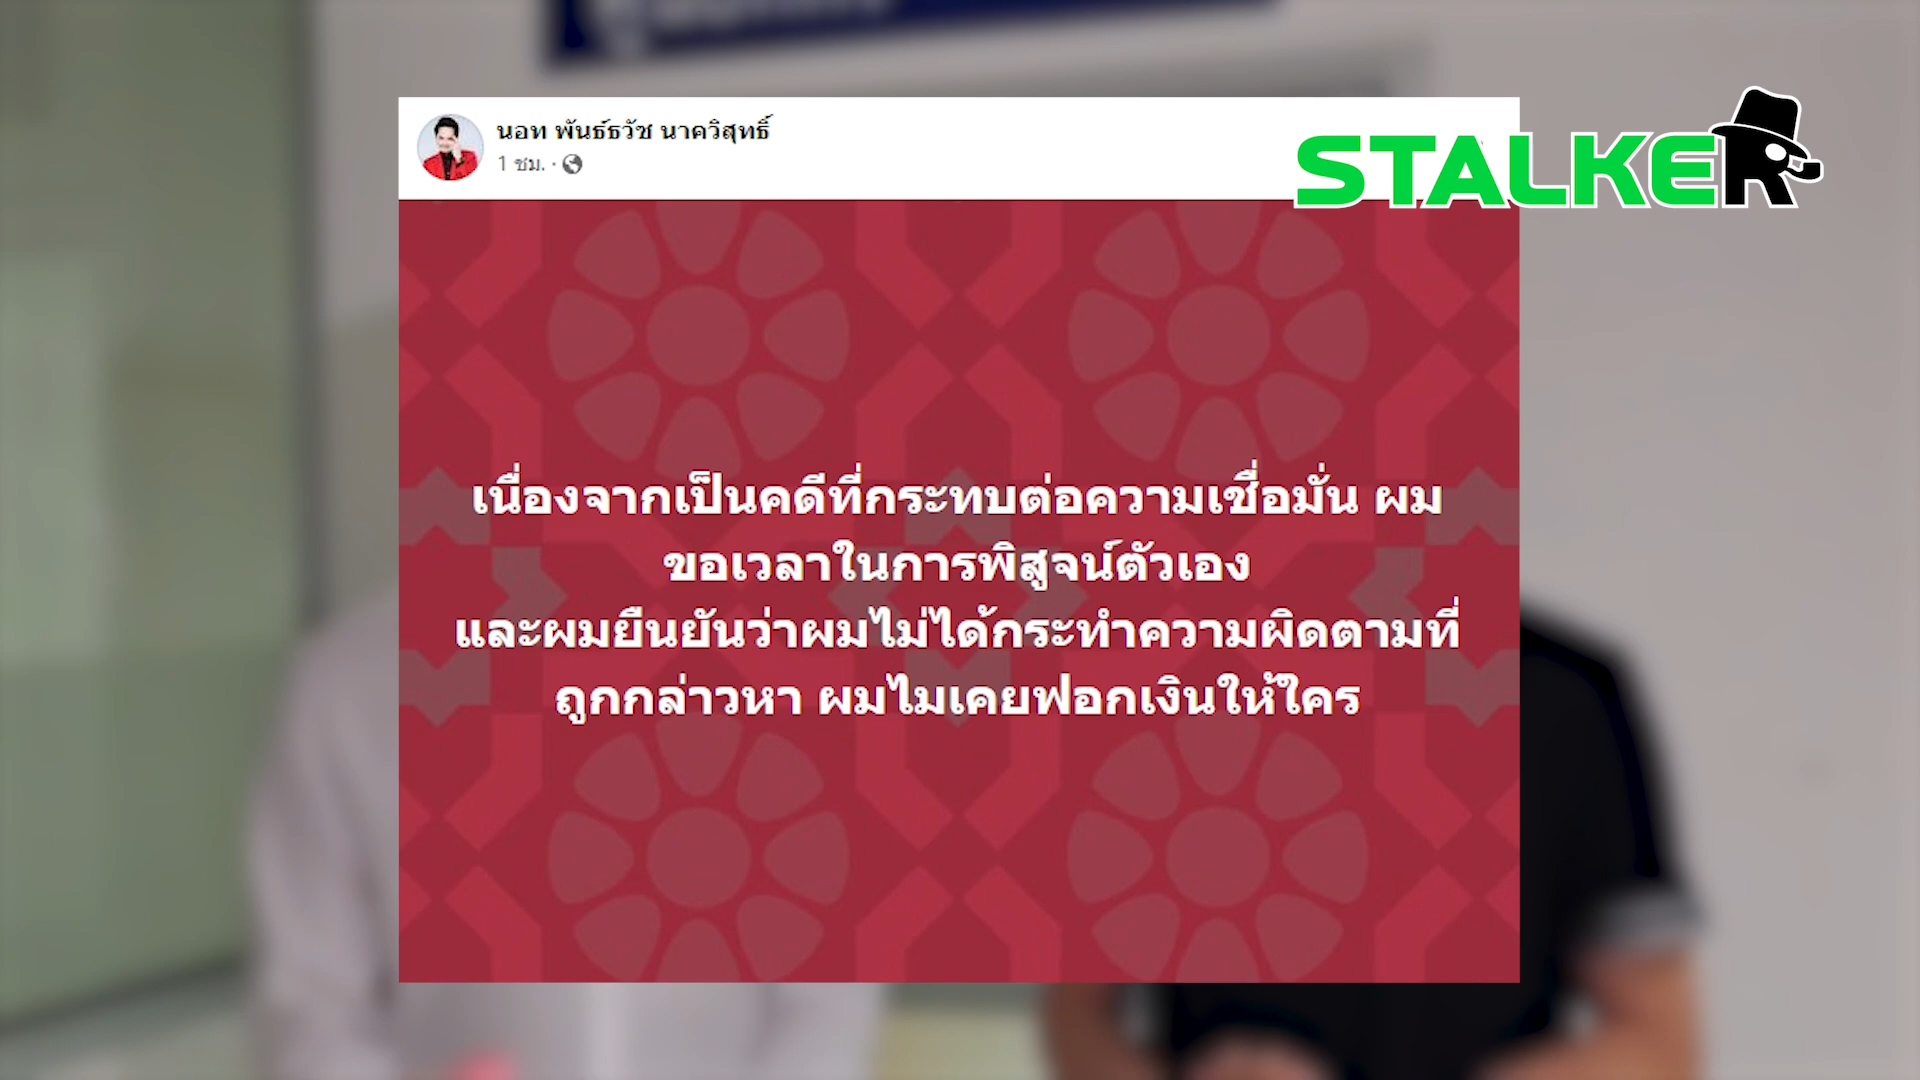 นอท พันธ์ธวัช นาควิสุทธิ์
1 ชม. ·
STALKER
เนื่องจากเป็นคดีที่กระทบต่อความเชื่อมั่น ผม
ขอเวลาในการพิสูจน์ตัวเอง
และผมยืนยันว่าผมไม่ได้กระทำความผิดตามที่
ถูกกล่าวหา ผมไมเคยฟอกเงินให้ใคร